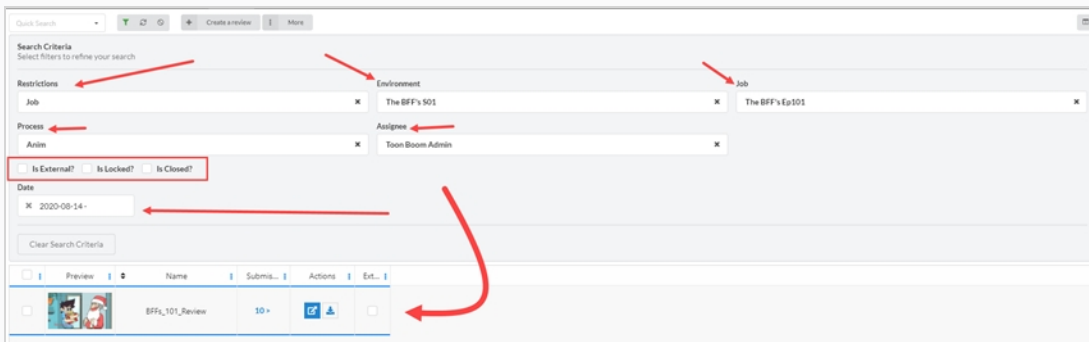 Quick Search
Create a review
More
Search Criteria
Select filters to refine your search
Restrictions
Environment
Job
Job
The BFF's S01
The BFF's Ep101
Process
Assignee
Anim
Toon Boom Admin
Is External? Is Locked? Is Closed?
Date
2020-08-14 -
Clear Search Criteria
Preview Name Submis... Actions Ext...
BFFs_101_Review 10